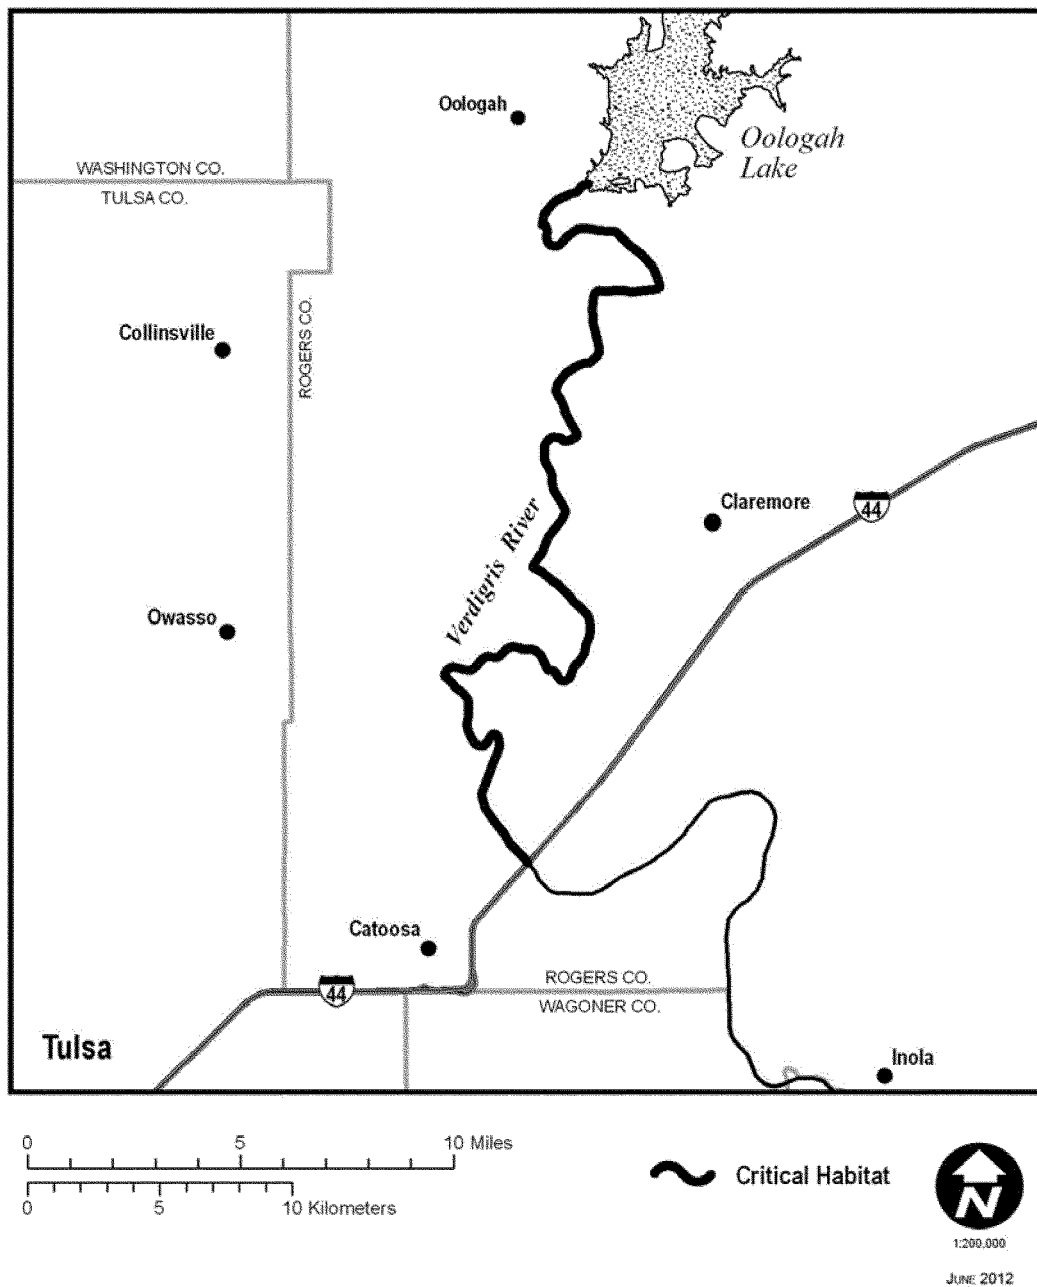 Oologah
Oologah
Lake
WASHINGTON CO.
TULSA CO.
ROGERS CO.
Collinsville
Claremore
44
Verdigris River
Owasso
Catoosa
ROGERS CO.
44
WAGONER CO.
Tulsa
Inola
0 5 10 Miles
0 5 10 Kilometers
Critical Habitat
N
1:200,000
JUNE 2012